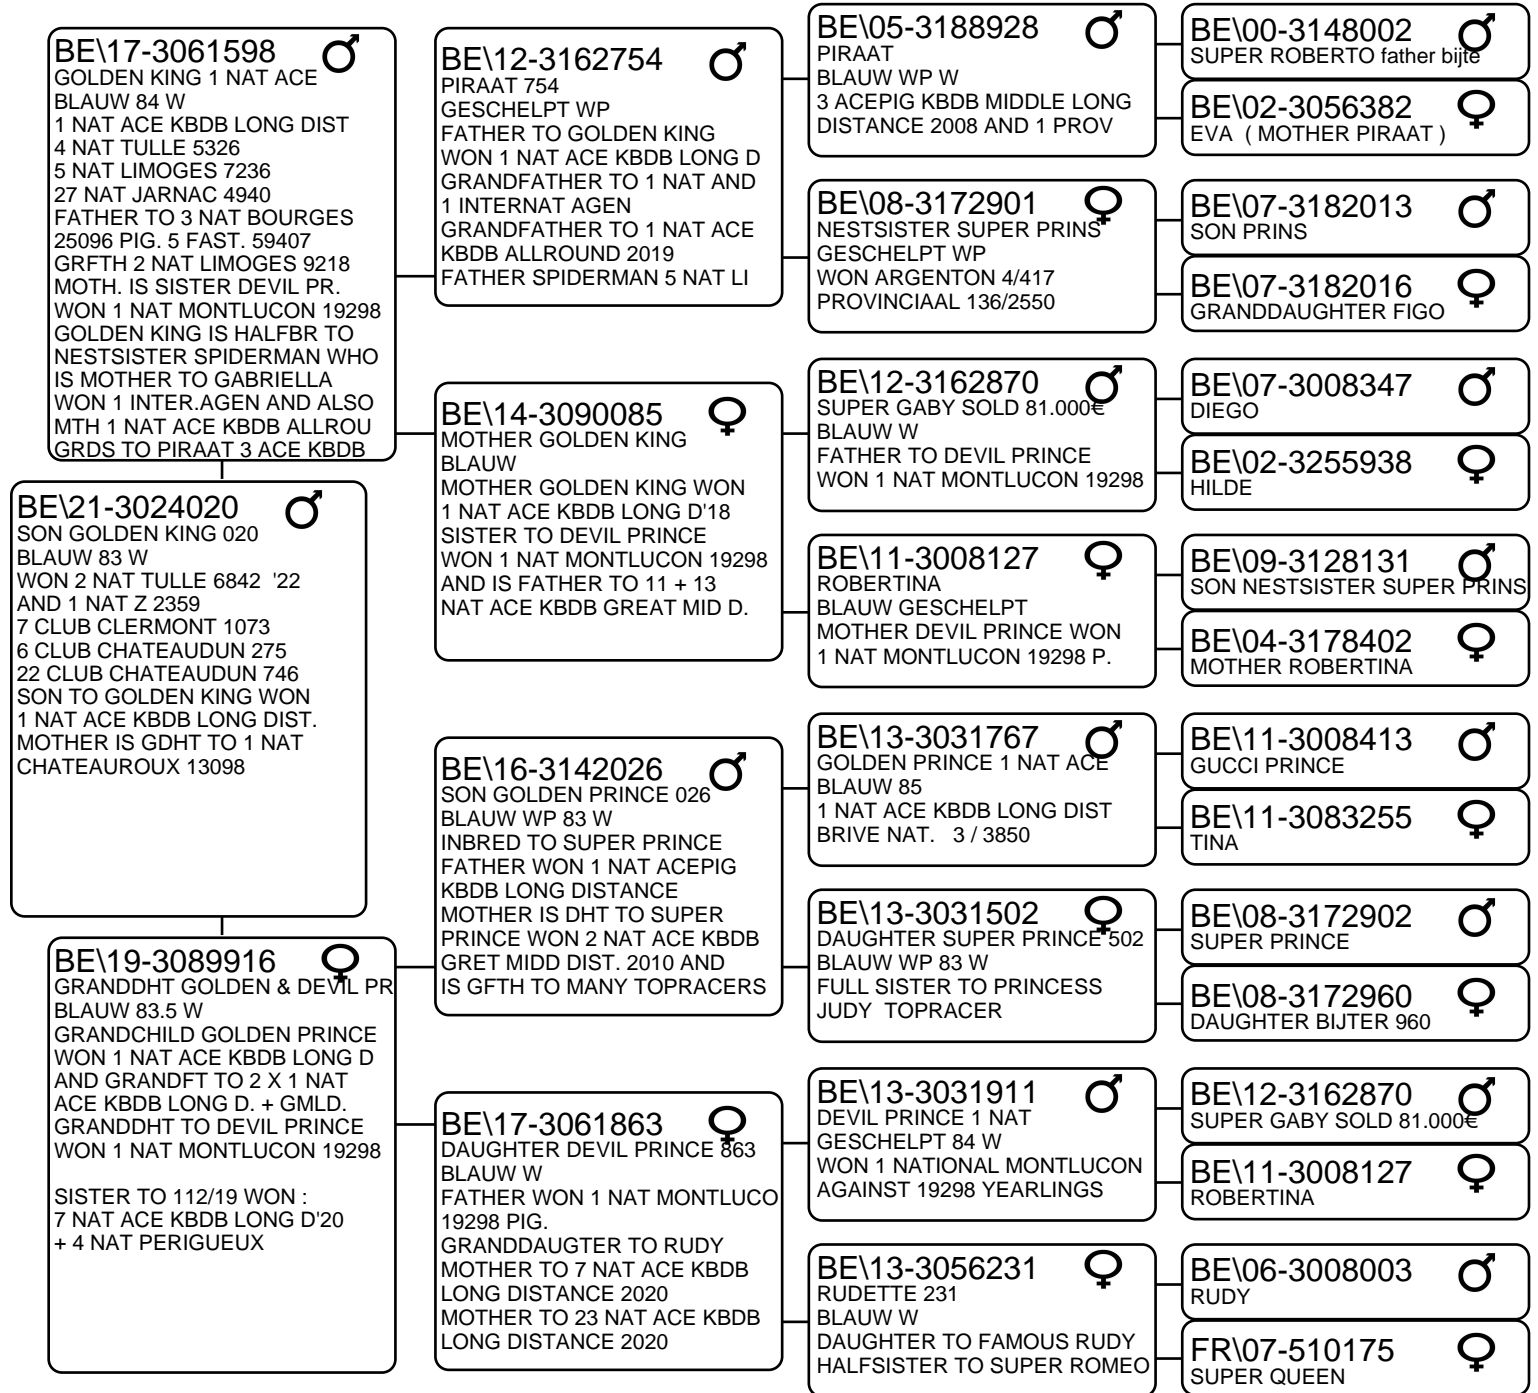 BE\17-3061598
GOLDEN KING 1 NAT ACE
BLAUW 84 W
1 NAT ACE KBDB LONG DIST
4 NAT TULLE 5326
5 NAT LIMOGES 7236
27 NAT JARNAC 4940
FATHER TO 3 NAT BOURGES
25096 PIG. 5 FAST. 59407
GRFTH 2 NAT LIMOGES 9218
MOTH. IS SISTER DEVIL PR.
WON 1 NAT MONTLUCON 19298
GOLDEN KING IS HALFBR TO
NESTSISTER SPIDERMAN WHO
IS MOTHER TO GABRIELLA
WON 1 INTER.AGEN AND ALSO
MTH 1 NAT ACE KBDB ALLROU
GRDS TO PIRAAT 3 ACE KBDB
BE\21-3024020
SON GOLDEN KING 020
BLAUW 83 W
WON 2 NAT TULLE 6842 '22
AND 1 NAT Z 2359
7 CLUB CLERMONT 1073
6 CLUB CHATEAUDUN 275
22 CLUB CHATEAUDUN 746
SON TO GOLDEN KING WON
1 NAT ACE KBDB LONG DIST.
MOTHER IS GDHT TO 1 NAT
CHATEAUROUX 13098
BE\19-3089916
GRANDDHT GOLDEN & DEVIL PR
BLAUW 83.5 W
GRANDCHILD GOLDEN PRINCE
WON 1 NAT ACE KBDB LONG D
AND GRANDFT TO 2 X 1 NAT
ACE KBDB LONG D. + GMLD.
GRANDDHT TO DEVIL PRINCE
WON 1 NAT MONTLUCON 19298
SISTER TO 112/19 WON :
7 NAT ACE KBDB LONG D'20
+ 4 NAT PERIGUEUX
BE\12-3162754
PIRAAT 754
GESCHELPT WP
FATHER TO GOLDEN KING
WON 1 NAT ACE KBDB LONG D
GRANDFATHER TO 1 NAT AND
1 INTERNAT AGEN
GRANDFATHER TO 1 NAT ACE
KBDB ALLROUND 2019
FATHER SPIDERMAN 5 NAT LI
BE\14-3090085
MOTHER GOLDEN KING
BLAUW
MOTHER GOLDEN KING WON
1 NAT ACE KBDB LONG D'18
SISTER TO DEVIL PRINCE
WON 1 NAT MONTLUCON 19298
AND IS FATHER TO 11 + 13
NAT ACE KBDB GREAT MID D.
BE\16-3142026
SON GOLDEN PRINCE 026
BLAUW WP 83 W
INBRED TO SUPER PRINCE
FATHER WON 1 NAT ACEPIG
KBDB LONG DISTANCE
MOTHER IS DHT TO SUPER
PRINCE WON 2 NAT ACE KBDB
GRET MIDD DIST. 2010 AND
IS GFTH TO MANY TOPRACERS
BE\17-3061863
DAUGHTER DEVIL PRINCE 863
BLAUW W
FATHER WON 1 NAT MONTLUCO
19298 PIG.
GRANDDAUGTER TO RUDY
MOTHER TO 7 NAT ACE KBDB
LONG DISTANCE 2020
MOTHER TO 23 NAT ACE KBDB
LONG DISTANCE 2020
BE\05-3188928
PIRAAT
BLAUW WP W
3 ACEPIG KBDB MIDDLE LONG
DISTANCE 2008 AND 1 PROV
BE\08-3172901
NESTSISTER SUPER PRINS
GESCHELPT WP
WON ARGENTON 4/417
PROVINCIAAL 136/2550
BE\12-3162870
SUPER GABY SOLD 81.000€
BLAUW W
FATHER TO DEVIL PRINCE
WON 1 NAT MONTLUCON 19298
BE\11-3008127
ROBERTINA
BLAUW GESCHELPT
MOTHER DEVIL PRINCE WON
1 NAT MONTLUCON 19298 P.
BE\13-3031767
GOLDEN PRINCE 1 NAT ACE
BLAUW 85
1 NAT ACE KBDB LONG DIST
BRIVE NAT. 3 / 3850
BE\13-3031502
DAUGHTER SUPER PRINCE 502
BLAUW WP 83 W
FULL SISTER TO PRINCESS
JUDY TOPRACER
BE\13-3031911
DEVIL PRINCE 1 NAT
GESCHELPT 84 W
WON 1 NATIONAL MONTLUCON
AGAINST 19298 YEARLINGS
BE\13-3056231
RUDETTE 231
BLAUW W
DAUGHTER TO FAMOUS RUDY
HALFSISTER TO SUPER ROMEO
BE\00-3148002
SUPER ROBERTO father bijte
BE\02-3056382
EVA ( MOTHER PIRAAT )
BE\07-3182013
SON PRINS
BE\07-3182016
GRANDDAUGHTER FIGO
BE\07-3008347
DIEGO
BE\02-3255938
HILDE
BE\09-3128131
SON NESTSISTER SUPER PRINS
BE\04-3178402
MOTHER ROBERTINA
BE\11-3008413
GUCCI PRINCE
BE\11-3083255
TINA
BE\08-3172902
SUPER PRINCE
BE\08-3172960
DAUGHTER BIJTER 960
BE\12-3162870
SUPER GABY SOLD 81.000€
BE\11-3008127
ROBERTINA
BE\06-3008003
RUDY
FR\07-510175
SUPER QUEEN